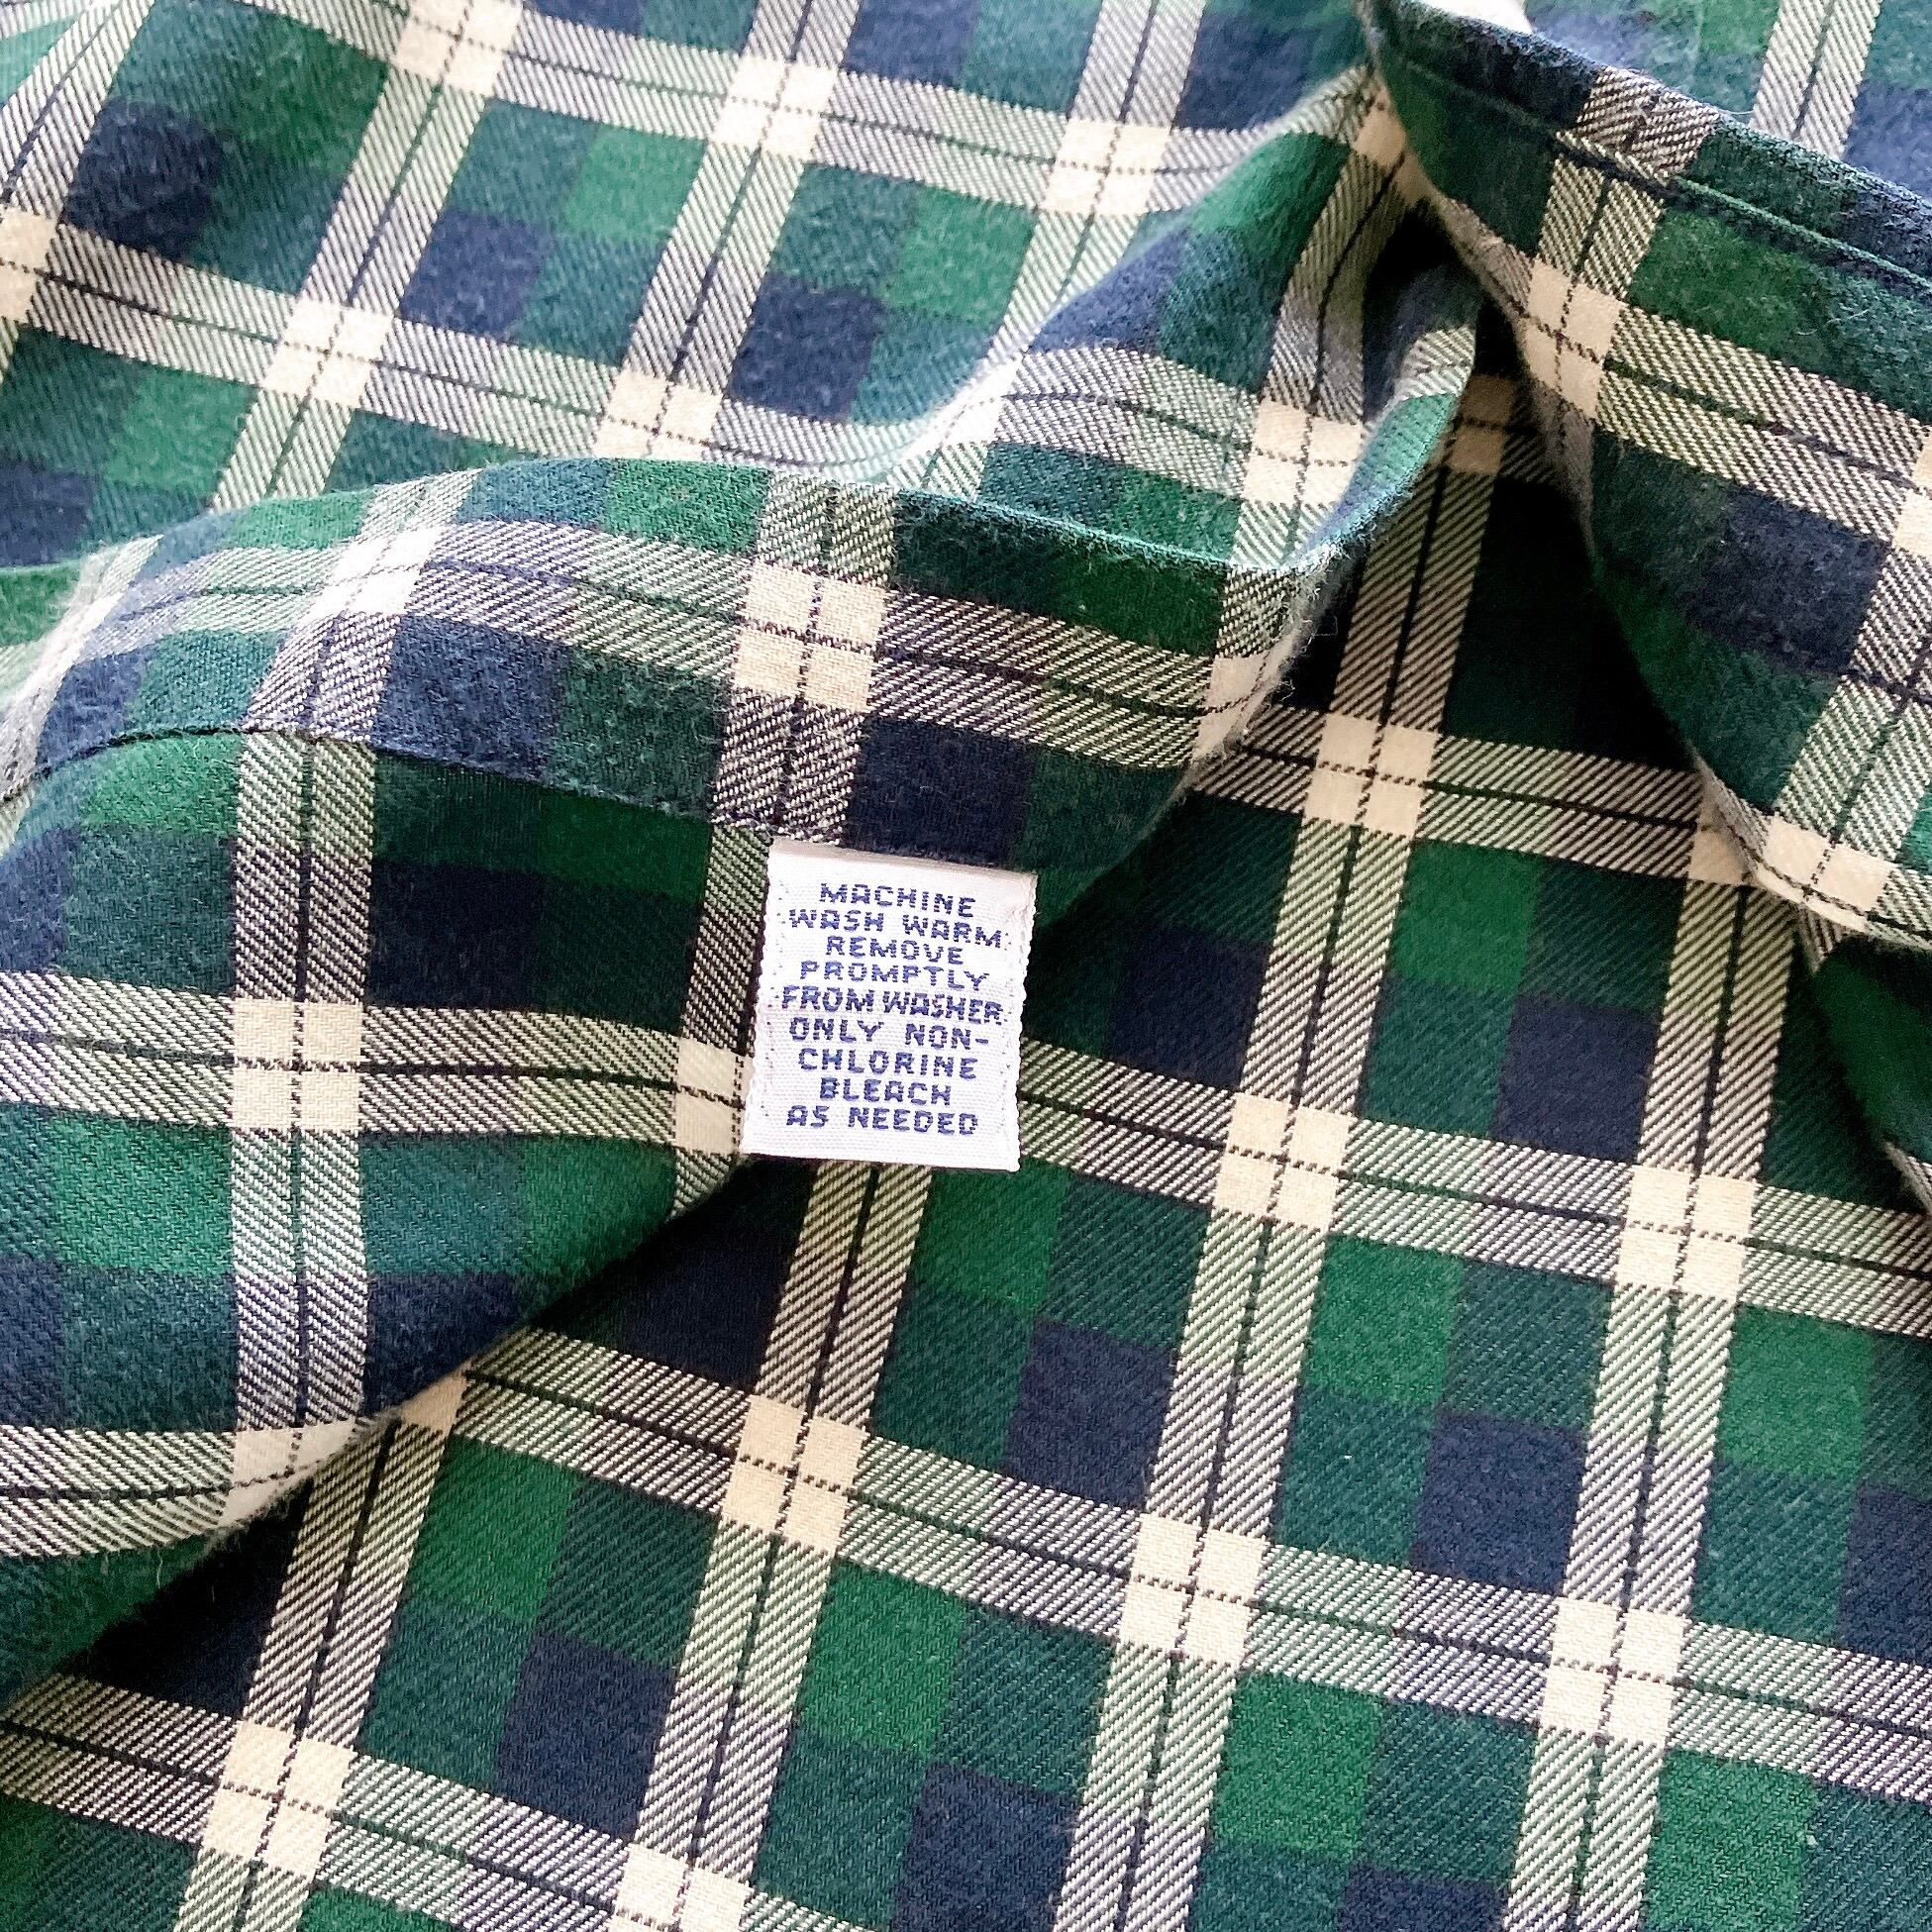 MACHINE
WASH WARM
REMOVE
PROMPTLY
FROM WASHER
ONLY NON-
CHLORINE
BLEACH
AS NEEDED